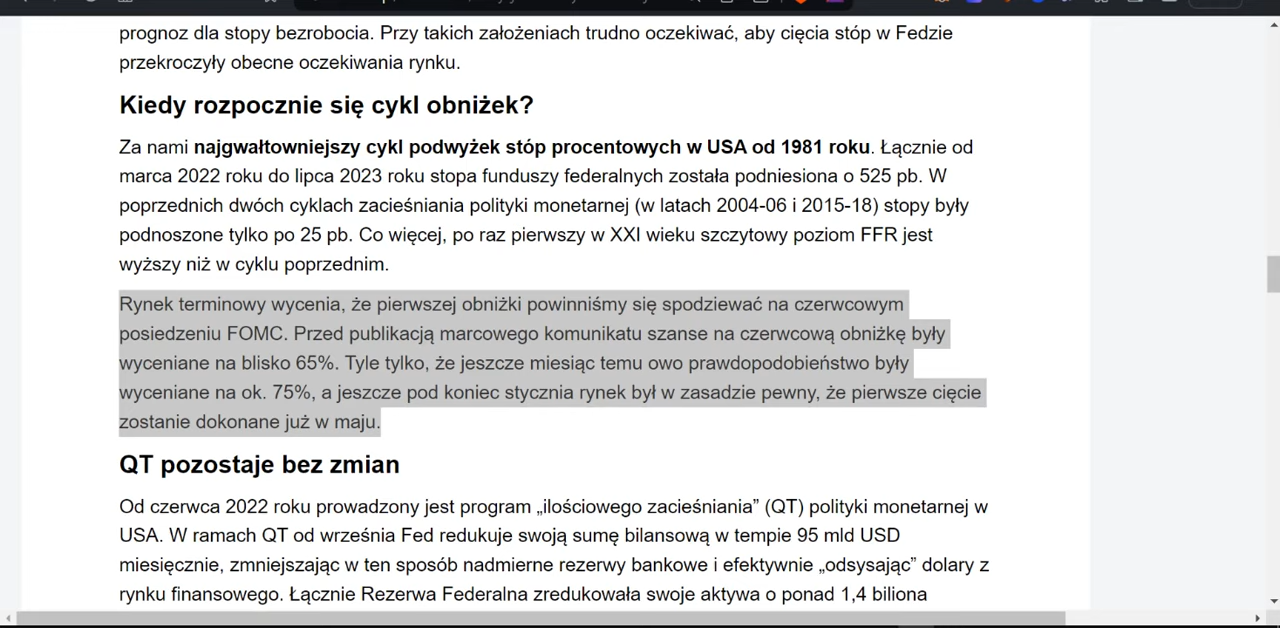 prognoz dla stopy bezrobocia. Przy takich założeniach trudno oczekiwać, aby cięcia stóp w Fedzie
przekroczyły obecne oczekiwania rynku.
Kiedy rozpocznie się cykl obniżek?
Za nami najgwałtowniejszy cykl podwyżek stóp procentowych w USA od 1981 roku. Łącznie od
marca 2022 roku do lipca 2023 roku stopa funduszy federalnych została podniesiona o 525 pb. W
poprzednich dwóch cyklach zacieśniania polityki monetarnej (w latach 2004-06 i 2015-18) stopy były
podnoszone tylko po 25 pb. Co więcej, po raz pierwszy w XXI wieku szczytowy poziom FFR jest
wyższy niż w cyklu poprzednim.
Rynek terminowy wycenia, że pierwszej obniżki powinniśmy się spodziewać na czerwcowym
posiedzeniu FOMC. Przed publikacją marcowego komunikatu szanse na czerwcową obniżkę były
wyceniane na blisko 65%. Tyle tylko, że jeszcze miesiąc temu owo prawdopodobieństwo były
wyceniane na ok. 75%, a jeszcze pod koniec stycznia rynek był w zasadzie pewny, że pierwsze cięcie
zostanie dokonane już w maju.
QT pozostaje bez zmian
Od czerwca 2022 roku prowadzony jest program „ilościowego zacieśniania” (QT) polityki monetarnej w
USA. W ramach QT od września Fed redukuje swoją sumę bilansową w tempie 95 mld USD
miesięcznie, zmniejszając w ten sposób nadmierne rezerwy bankowe i efektywnie „odsysając” dolary z
rynku finansowego. Łącznie Rezerwa Federalna zredukowała swoje aktywa o ponad 1,4 biliona